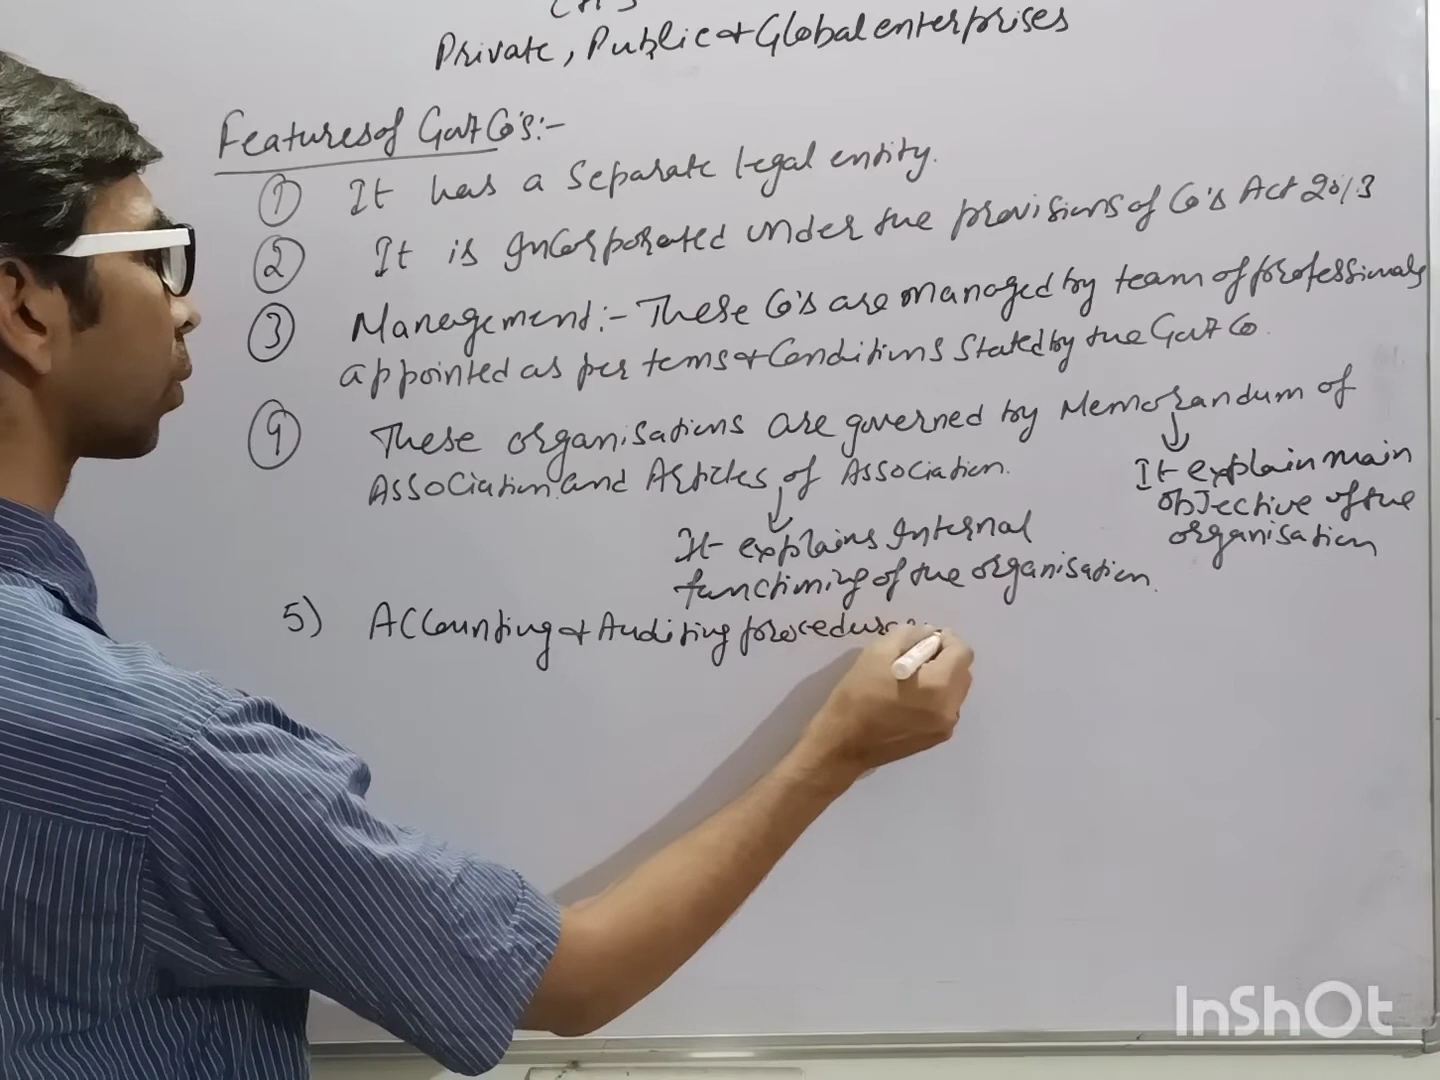 CH 3
Private, Public & Global enterprises
Features of Govt Co's:-
① It has a separate legal entity.
② It is Incorporated under the provisions of Co's Act 2013
③ Management:- These Co's are managed by team of professionals
appointed as per terms & Conditions stated by the Govt Co.
④ These organisations are governed by Memorandum of
Association and Articles of Association.
It explain main
objective of the
organisation
It explains Internal
functioning of the organisation.
5) Accounting & Auditing procedure
InShOt